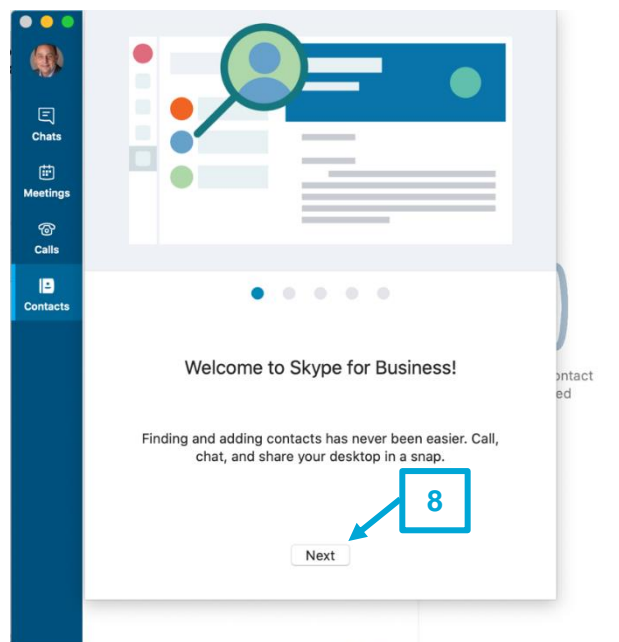 Chats
Meetings
Calls
Contacts
Welcome to Skype for Business!
ontact
ed
Finding and adding contacts has never been easier. Call,
chat, and share your desktop in a snap.
8
Next